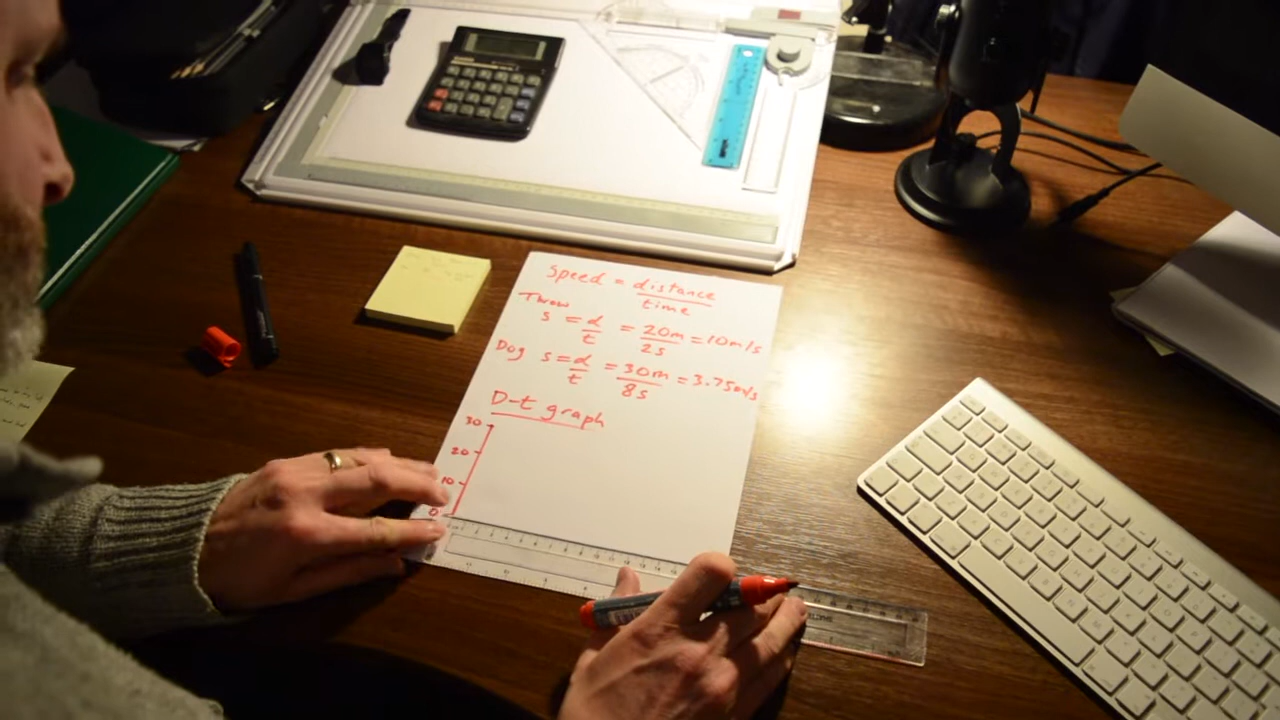 Speed = distance / time
Throw
s = d/t = 20m/2s = 10m/s
Dog s = d/t = 30m/8s = 3.75m/s
D-t graph
30
20
10
0